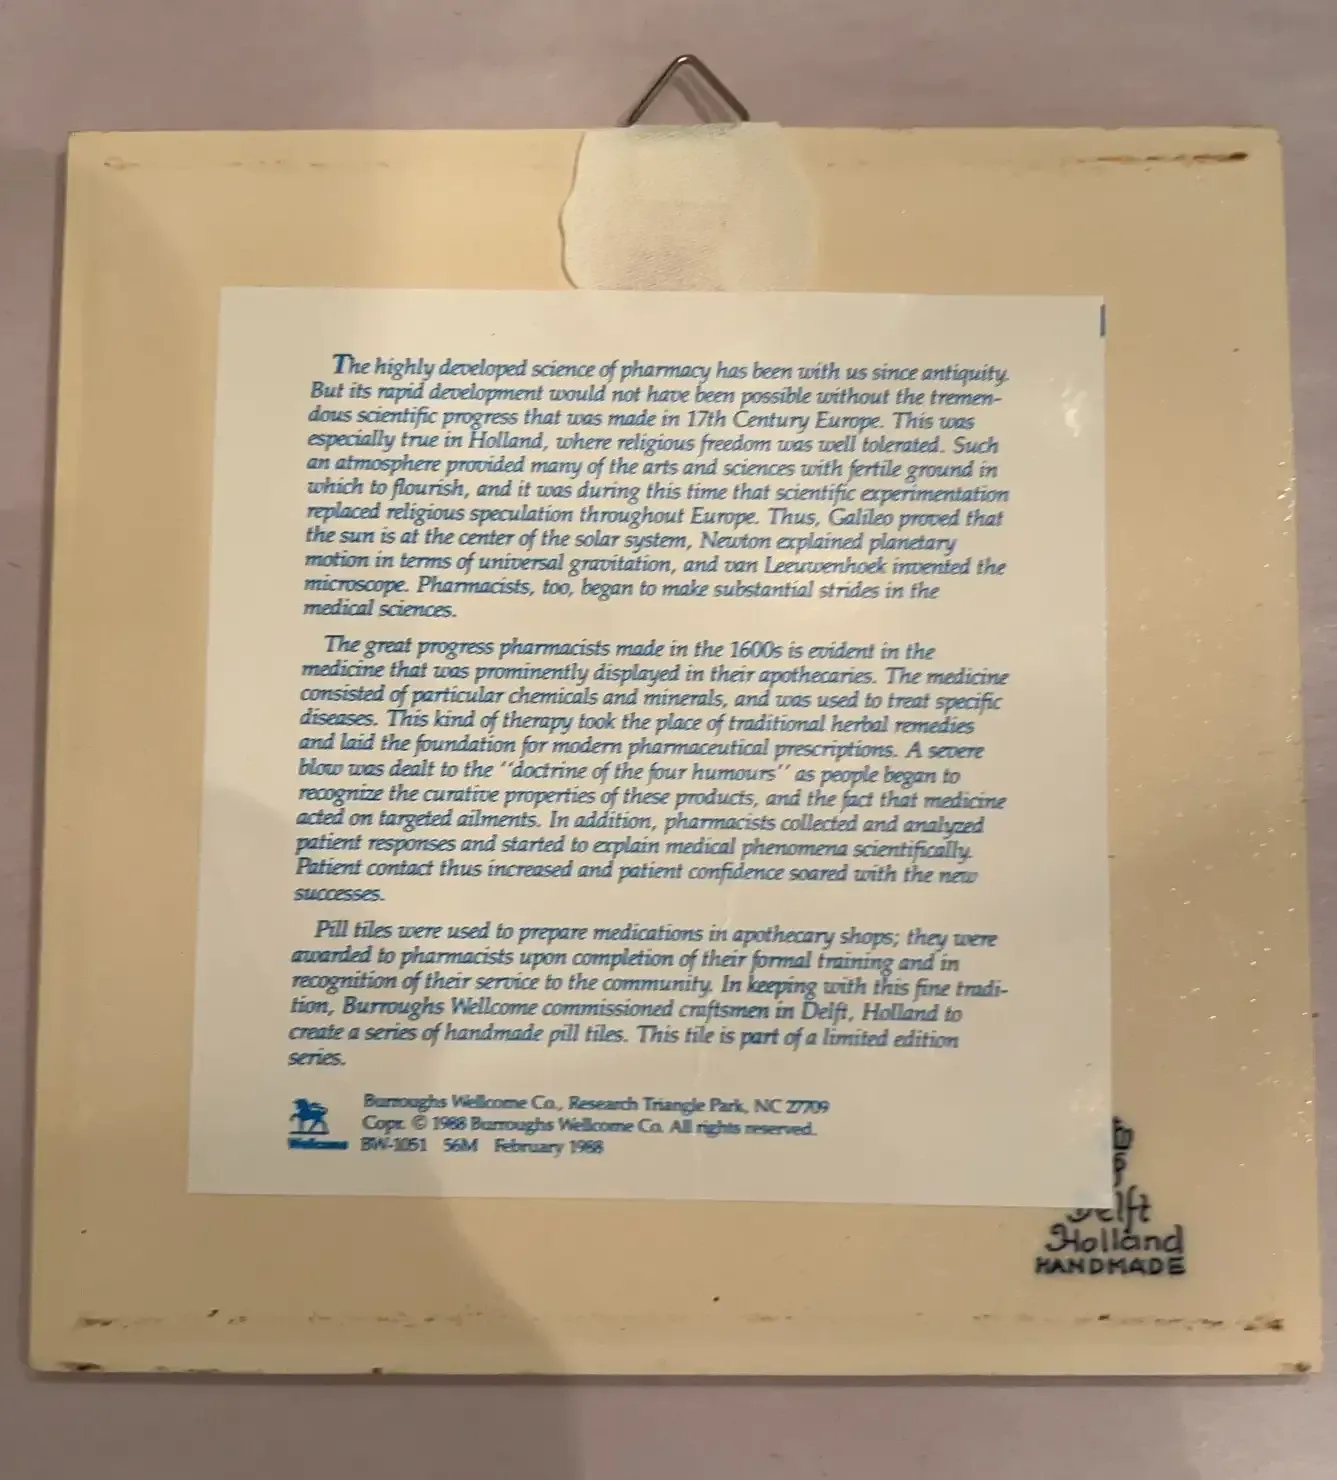 The highly developed science of pharmacy has been with us since antiquity.
But its rapid development would not have been possible without the tremen-
dous scientific progress that was made in 17th Century Europe. This was
especially true in Holland, where religious freedom was well tolerated. Such
an atmosphere provided many of the arts and sciences with fertile ground in
which to flourish, and it was during this time that scientific experimentation
replaced religious speculation throughout Europe. Thus, Galileo proved that
the sun is at the center of the solar system, Newton explained planetary
motion in terms of universal gravitation, and van Leeuwenhoek invented the
microscope. Pharmacists, too, began to make substantial strides in the
medical sciences.
The great progress pharmacists made in the 1600s is evident in the
medicine that was prominently displayed in their apothecaries. The medicine
consisted of particular chemicals and minerals, and was used to treat specific
diseases. This kind of therapy took the place of traditional herbal remedies
and laid the foundation for modern pharmaceutical prescriptions. A severe
blow was dealt to the "doctrine of the four humours" as people began to
recognize the curative properties of these products, and the fact that medicine
acted on targeted ailments. In addition, pharmacists collected and analyzed
patient responses and started to explain medical phenomena scientifically.
Patient contact thus increased and patient confidence soared with the new
successes.
Pill tiles were used to prepare medications in apothecary shops; they were
awarded to pharmacists upon completion of their formal training and in
recognition of their service to the community. In keeping with this fine tradi-
tion, Burroughs Wellcome commissioned craftsmen in Delft, Holland to
create a series of handmade pill tiles. This tile is part of a limited edition
series.
Burroughs Wellcome Co., Research Triangle Park, NC 27709
Copr. © 1988 Burroughs Wellcome Co. All rights reserved.
Wellcome BW-1051 56M February 1988
Delft
Holland
HANDMADE